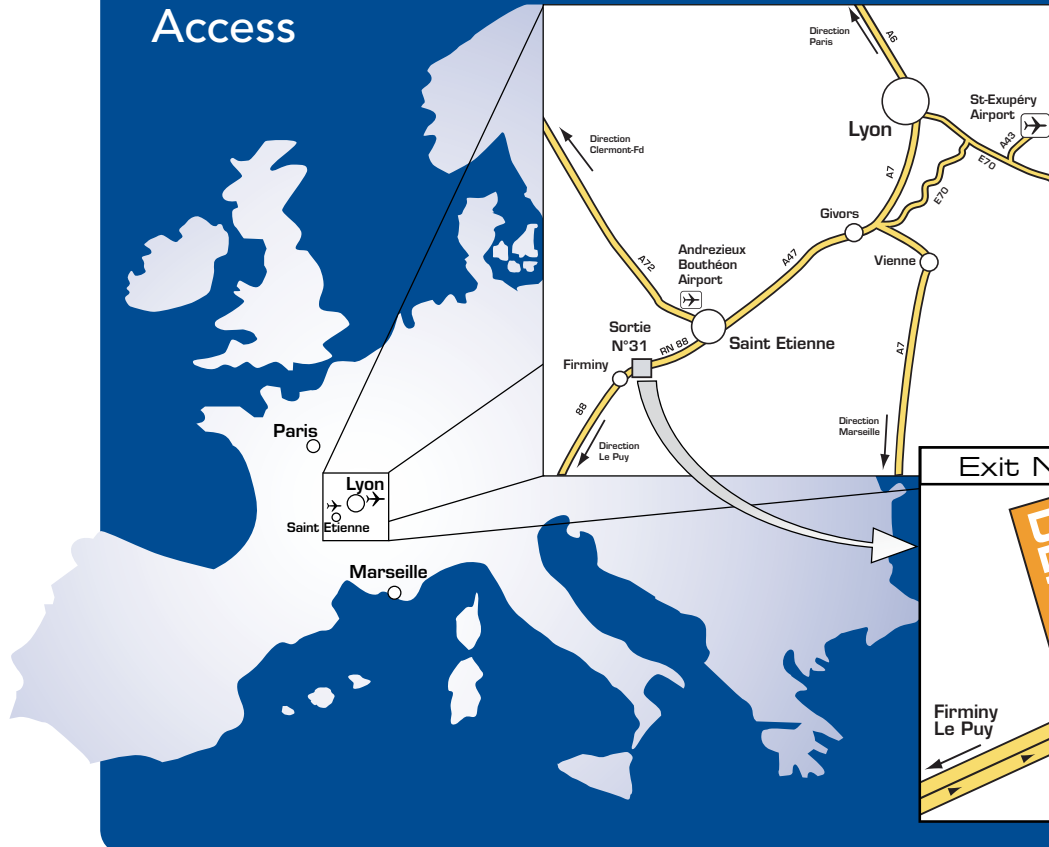 Access
Direction
Paris
A6
Lyon
St-Exupéry
Airport
A43
E70
Direction
Clermont-Fd
A7
E70
Givors
Vienne
Andrezieux
Bouthéon
Airport
A72
A47
Sortie
N°31
RN 88
Saint Etienne
Firminy
88
Direction
Le Puy
A7
Direction
Marseille
Paris
Lyon
Saint Etienne
Marseille
Exit N
Firminy
Le Puy